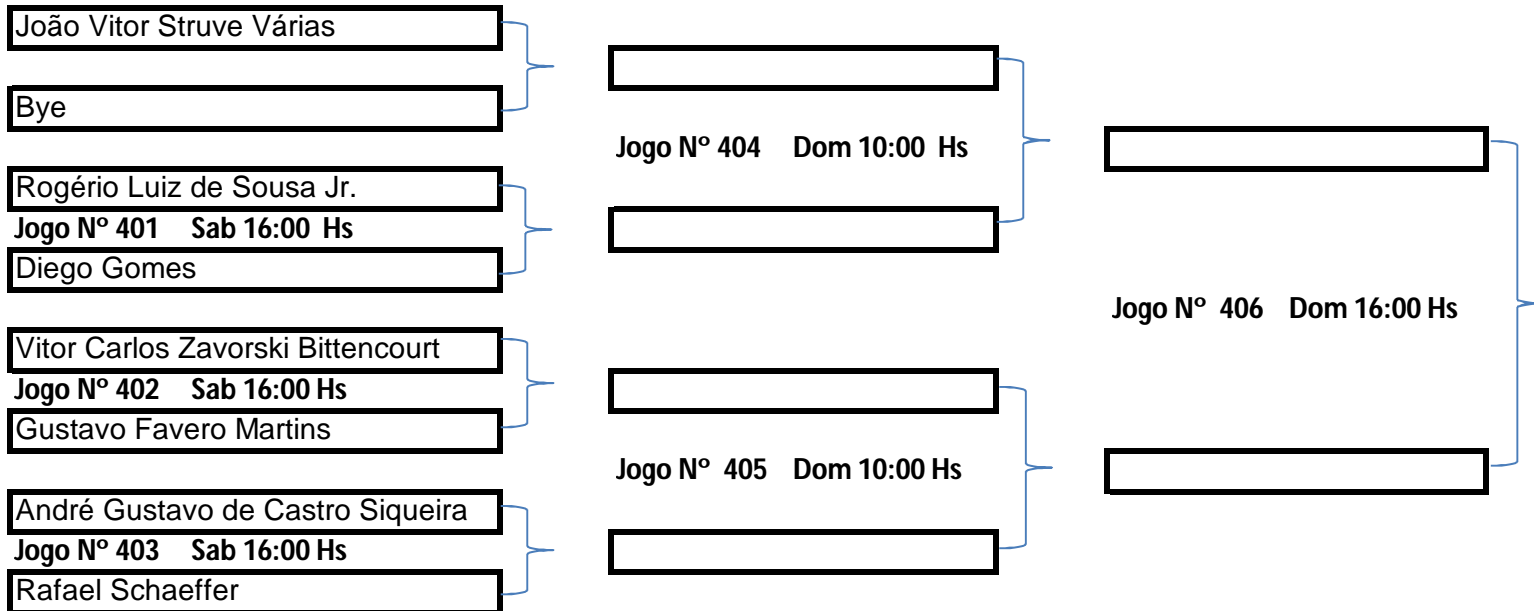 João Vitor Struve Várias
Bye
Rogério Luiz de Sousa Jr.
Jogo Nº 401 Sab 16:00 Hs
Diego Gomes
Vitor Carlos Zavorski Bittencourt
Jogo Nº 402 Sab 16:00 Hs
Gustavo Favero Martins
André Gustavo de Castro Siqueira
Jogo Nº 403 Sab 16:00 Hs
Rafael Schaeffer
Jogo Nº 404 Dom 10:00 Hs
Jogo Nº 405 Dom 10:00 Hs
Jogo Nº 406 Dom 16:00 Hs